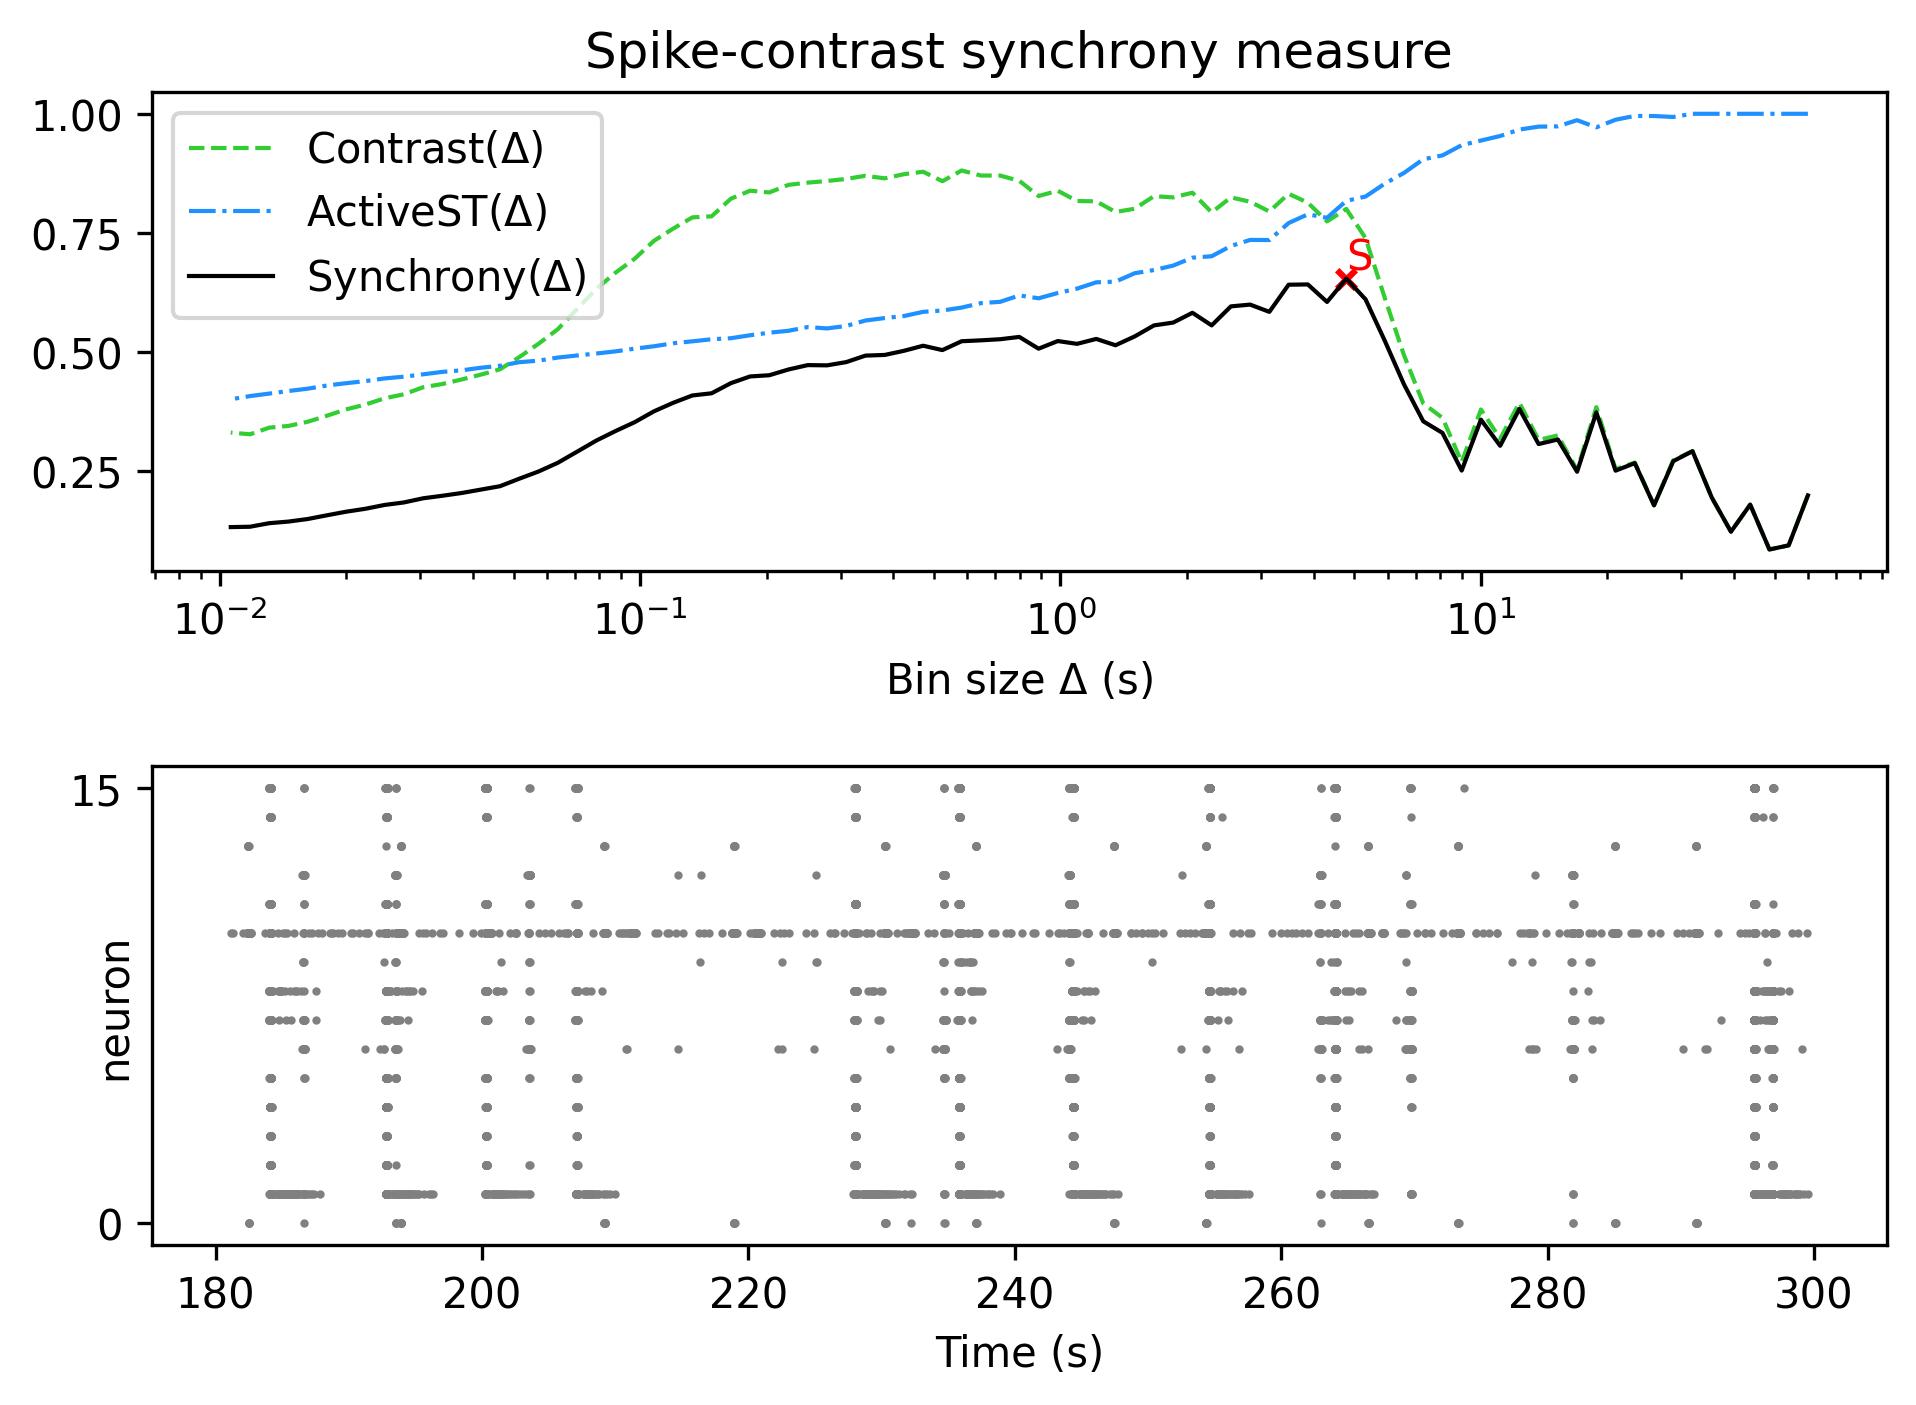 Spike-contrast synchrony measure
1.00
0.75
0.50
0.25
Contrast(Δ)
ActiveST(Δ)
Synchrony(Δ)
S
10⁻² 10⁻¹ 10⁰ 10¹
Bin size Δ (s)
15
0
neuron
180 200 220 240 260 280 300
Time (s)